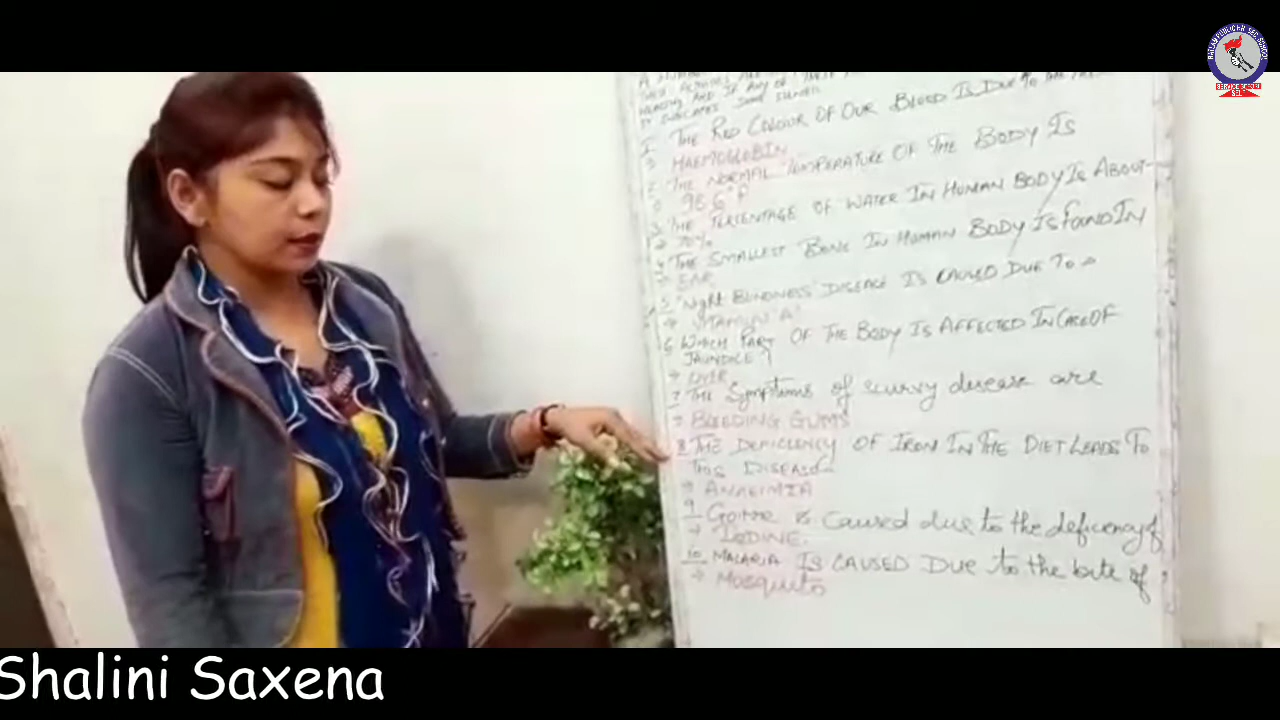 THE RED COLOUR OF OUR BLOOD IS DUE TO THE
HAEMOGLOBIN
2 THE NORMAL TEMPERATURE OF THE BODY IS
98.6°F
3 THE PERCENTAGE OF WATER IN HUMAN BODY IS ABOUT-
→ 70%
4 THE SMALLEST BONE IN HUMAN BODY IS FOUND IN
→ EAR
5 "Night BLINDNESS" DISEASE IS CAUSED DUE TO
→ VITAMIN 'A'
6 WHICH PART OF THE BODY IS AFFECTED IN CASE OF
JAUNDICE?
→ LIVER
7 THE Symptoms of scurvy disease are
→ BLEEDING GUMS
8 THE DEFICIENCY OF IRON IN THE DIET LEADS TO
THIS DISEASE
→ ANAEIMIA
9 Goitre is caused due to the deficiency of
→ IODINE.
10 MALARIA IS CAUSED DUE to the bite of
→ Mosquito
Shalini Saxena